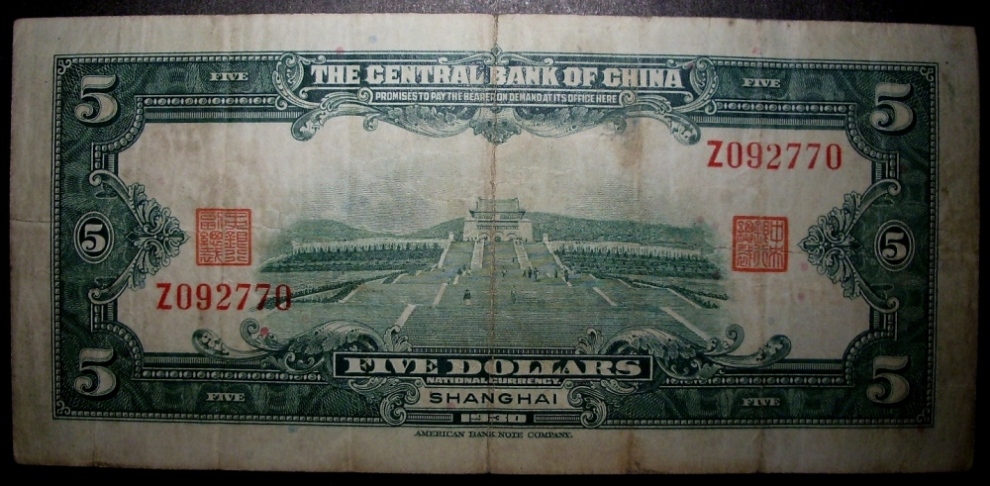 5 FIVE THE CENTRAL BANK OF CHINA FIVE 5
PROMISES TO PAY THE BEARER ON DEMAND AT ITS OFFICE HERE
Z092770
5 5
Z092770
FIVE DOLLARS
5 NATIONAL CURRENCY. 5
FIVE SHANGHAI FIVE
1930
AMERICAN BANK NOTE COMPANY.